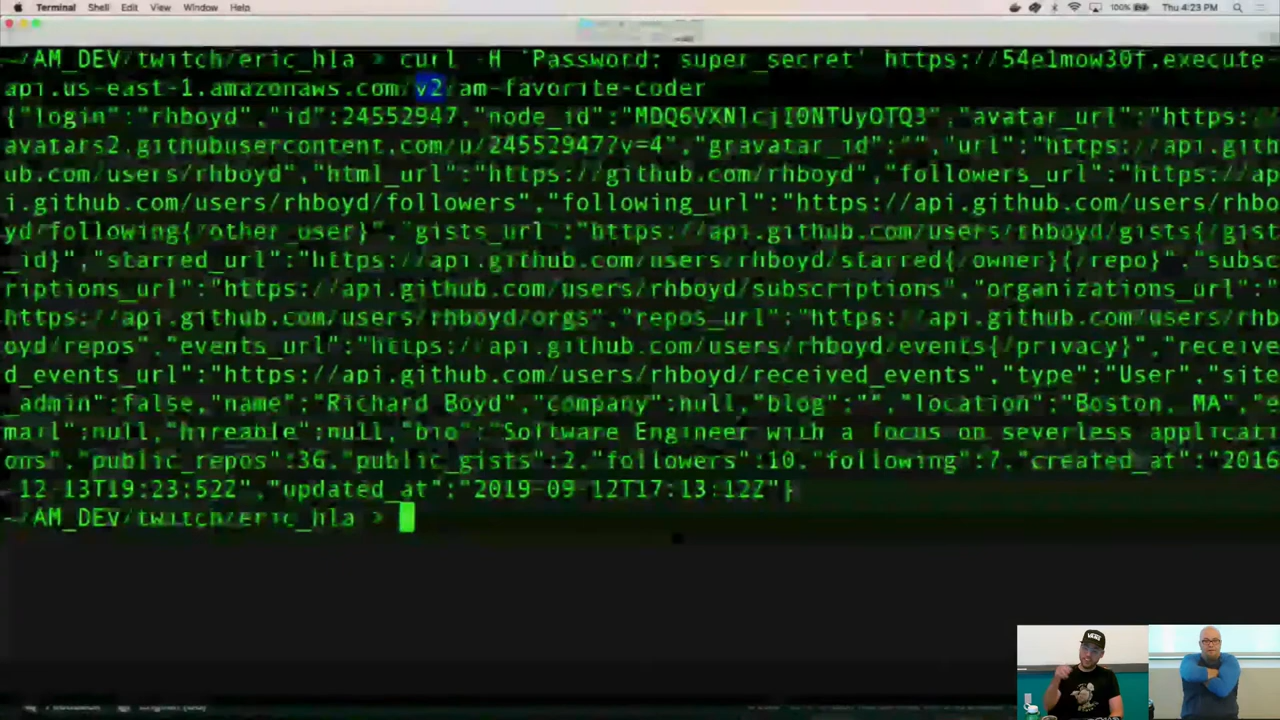 Terminal Shell Edit View Window Help 100% Thu 4:23 PM
~/AM_DEV/twitch/eric_hla > curl -H 'Password: super_secret' https://54elmow30f.execute-
api.us-east-1.amazonaws.com/v2/am-favorite-coder
{"login":"rhboyd","id":24552947,"node_id":"MDQ6VXNlcjI0NTUyOTQ3","avatar_url":"https:/
avatars2.githubusercontent.com/u/24552947?v=4","gravatar_id":"","url":"https://api.gith
ub.com/users/rhboyd","html_url":"https://github.com/rhboyd","followers_url":"https://ap
i.github.com/users/rhboyd/followers","following_url":"https://api.github.com/users/rhbo
yd/following{/other_user}","gists_url":"https://api.github.com/users/rhboyd/gists{/gist
_id}","starred_url":"https://api.github.com/users/rhboyd/starred{/owner}{/repo}","subsc
riptions_url":"https://api.github.com/users/rhboyd/subscriptions","organizations_url":"
https://api.github.com/users/rhboyd/orgs","repos_url":"https://api.github.com/users/rhb
oyd/repos","events_url":"https://api.github.com/users/rhboyd/events{/privacy}","receive
d_events_url":"https://api.github.com/users/rhboyd/received_events","type":"User","site
_admin":false,"name":"Richard Boyd","company":null,"blog":"","location":"Boston, MA","e
mail":null,"hireable":null,"bio":"Software Engineer with a focus on severless applicati
ons","public_repos":36,"public_gists":2,"followers":10,"following":7,"created_at":"2016
-12-13T19:23:52Z","updated_at":"2019-09-12T17:13:12Z"}
~/AM_DEV/twitch/eric_hla >